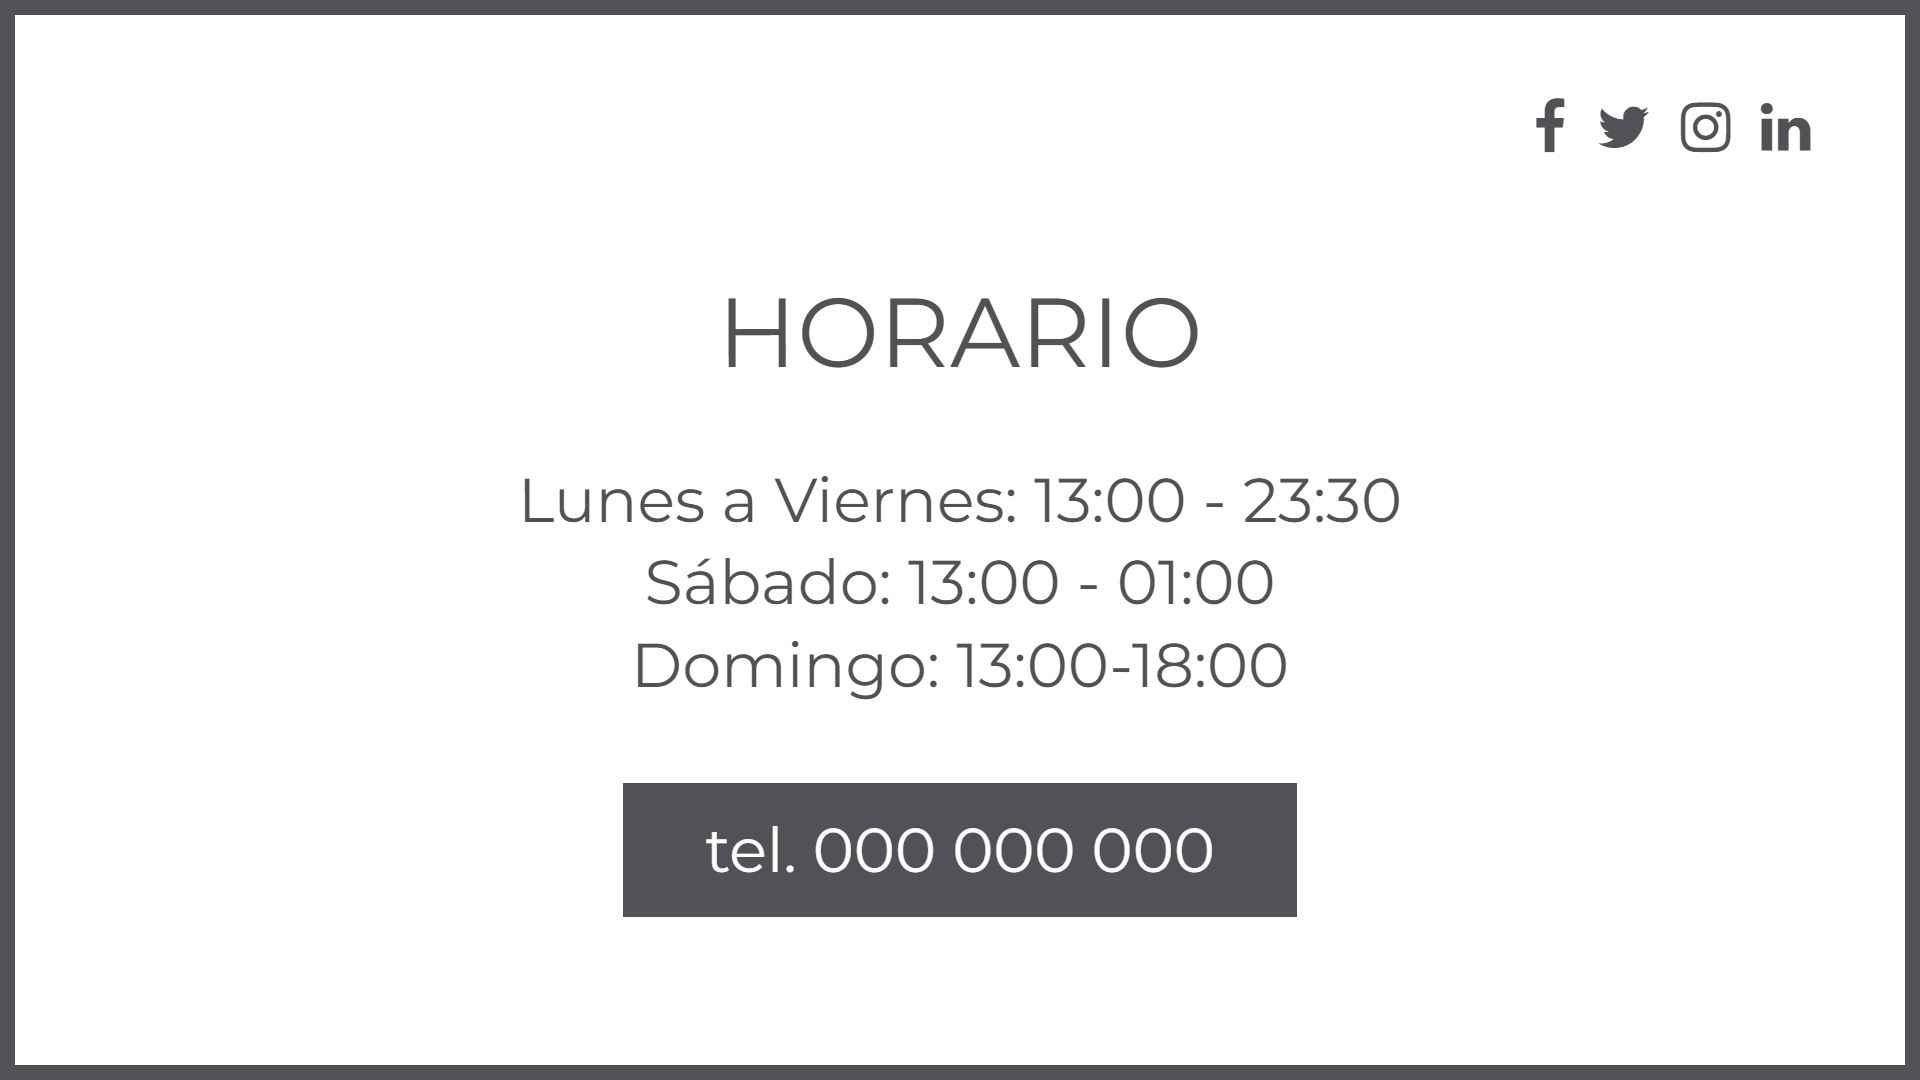 HORARIO
Lunes a Viernes: 13:00 - 23:30
Sábado: 13:00 - 01:00
Domingo: 13:00-18:00
tel. 000 000 000